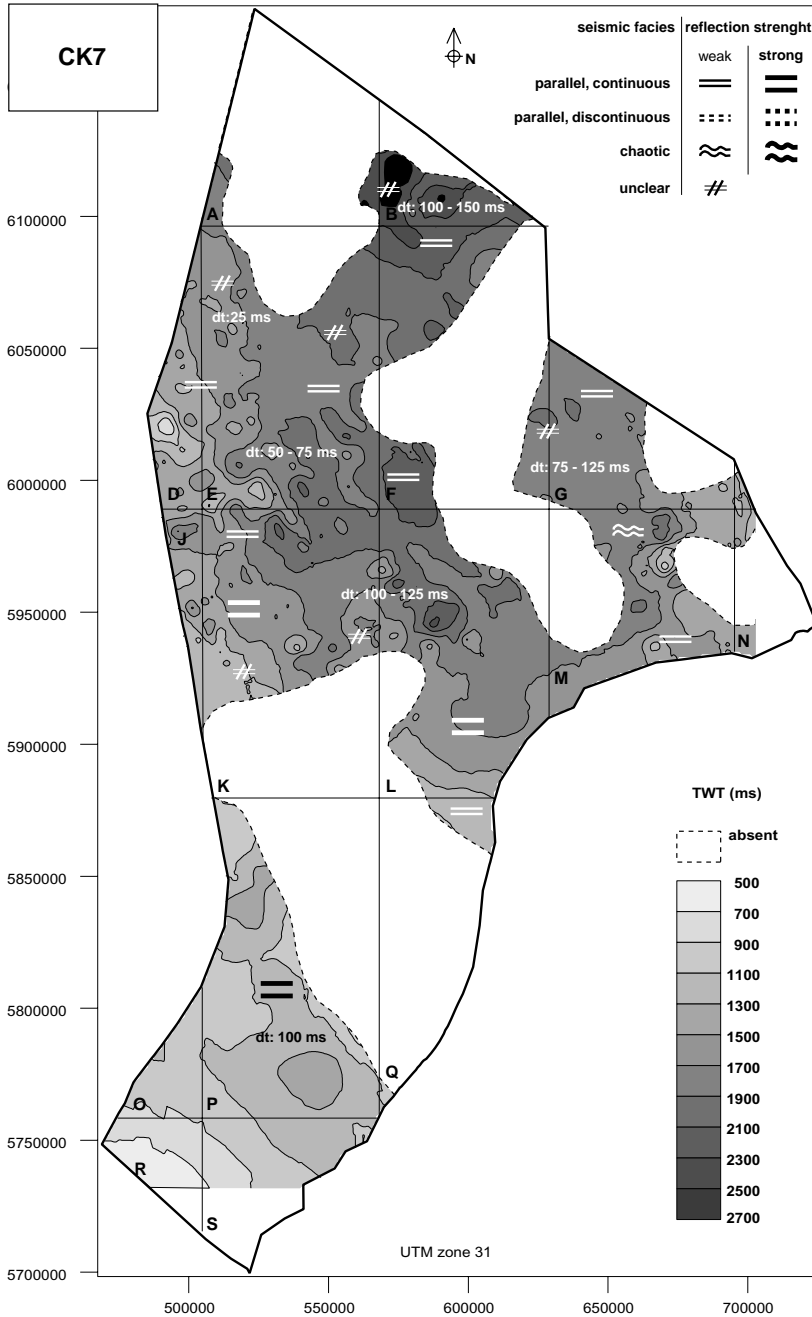 CK7
N
seismic facies reflection strenght
weak strong
parallel, continuous
parallel, discontinuous
chaotic
unclear
6100000
6050000
6000000
5950000
5900000
5850000
5800000
5750000
5700000
A
B
dt: 100 - 150 ms
dt:25 ms
dt: 50 - 75 ms
dt: 75 - 125 ms
D E F G
J
dt: 100 - 125 ms
N
M
K L
TWT (ms)
absent
500
700
900
1100
1300
1500
1700
1900
2100
2300
2500
2700
dt: 100 ms
Q
O P
R
S
UTM zone 31
500000 550000 600000 650000 700000